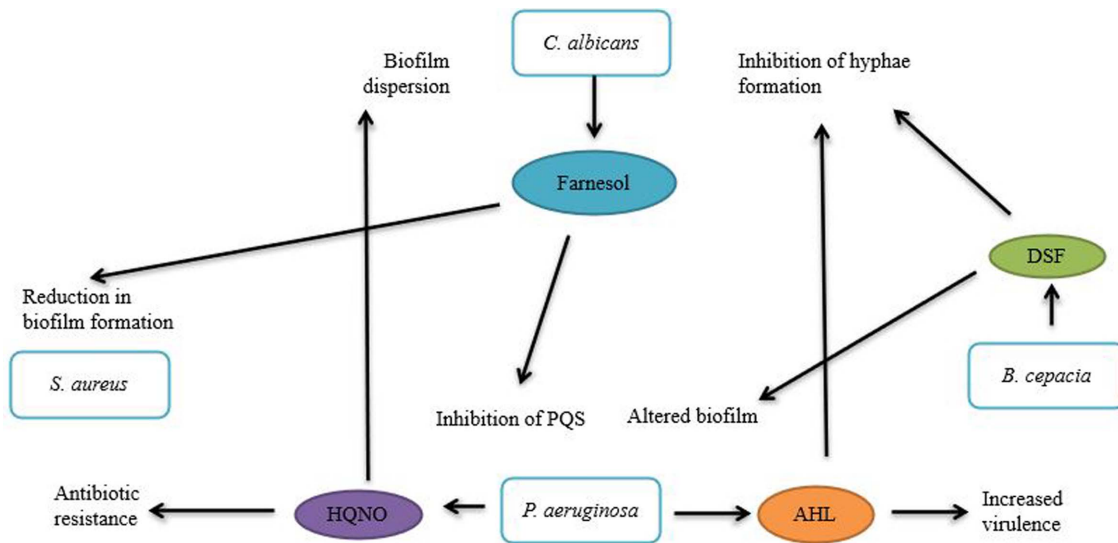 C. albicans
Biofilm
dispersion
Inhibition of hyphae
formation
Farnesol
DSF
Reduction in
biofilm formation
S. aureus
B. cepacia
Inhibition of PQS
Altered biofilm
Antibiotic
resistance
HQNO
P. aeruginosa
AHL
Increased
virulence